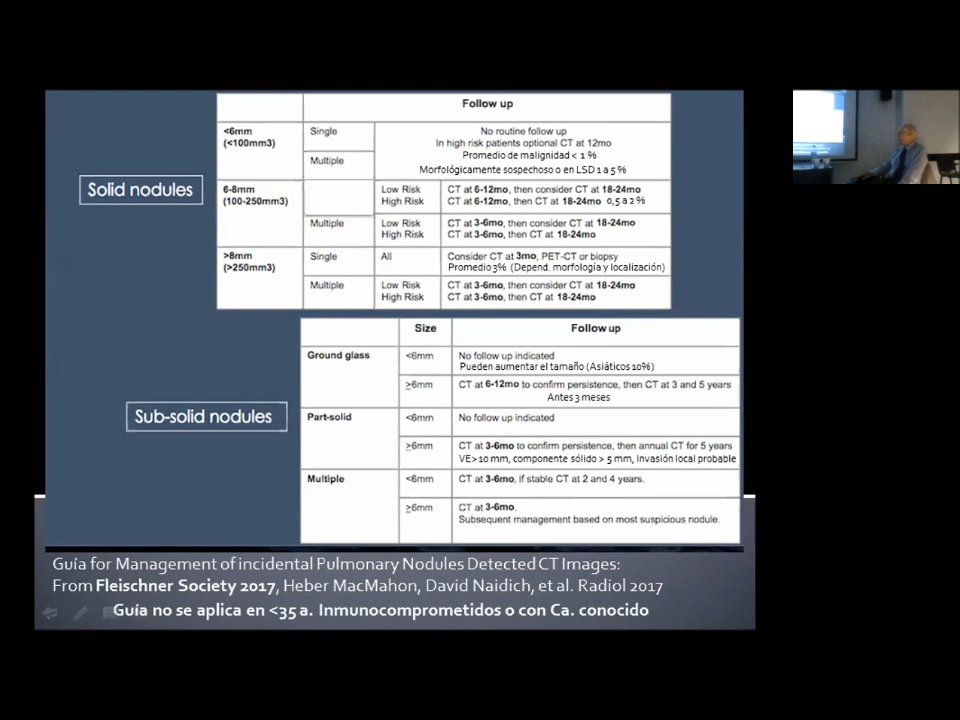 Follow up
<6mm
(<100mm3)
Single
No routine follow up
In high risk patients optional CT at 12mo
Promedio de malignidad < 1 %
Multiple
Morfológicamente sospechoso o en LSD 1 a 5 %
Solid nodules
6-8mm
(100-250mm3)
Low Risk
CT at 6-12mo, then consider CT at 18-24mo
High Risk
CT at 6-12mo, then CT at 18-24mo 0,5 a 2 %
Multiple
Low Risk
CT at 3-6mo, then consider CT at 18-24mo
High Risk
CT at 3-6mo, then CT at 18-24mo
>8mm
(>250mm3)
Single
All
Consider CT at 3mo, PET-CT or biopsy
Promedio 3% (Depend. morfología y localización)
Multiple
Low Risk
CT at 3-6mo, then consider CT at 18-24mo
High Risk
CT at 3-6mo, then CT at 18-24mo
Size
Follow up
Ground glass
<6mm
No follow up indicated
Pueden aumentar el tamaño (Asiáticos 10%)
≥6mm
CT at 6-12mo to confirm persistence, then CT at 3 and 5 years
Antes 3 meses
Sub-solid nodules
Part-solid
<6mm
No follow up indicated
≥6mm
CT at 3-6mo to confirm persistence, then annual CT for 5 years
VE> 10 mm, componente sólido > 5 mm, Invasión local probable
Multiple
<6mm
CT at 3-6mo, if stable CT at 2 and 4 years.
≥6mm
CT at 3-6mo.
Subsequent management based on most suspicious nodule.
Guía for Management of incidental Pulmonary Nodules Detected CT Images:
From Fleischner Society 2017, Heber MacMahon, David Naidich, et al. Radiol 2017
Guía no se aplica en <35 a. Inmunocomprometidos o con Ca. conocido